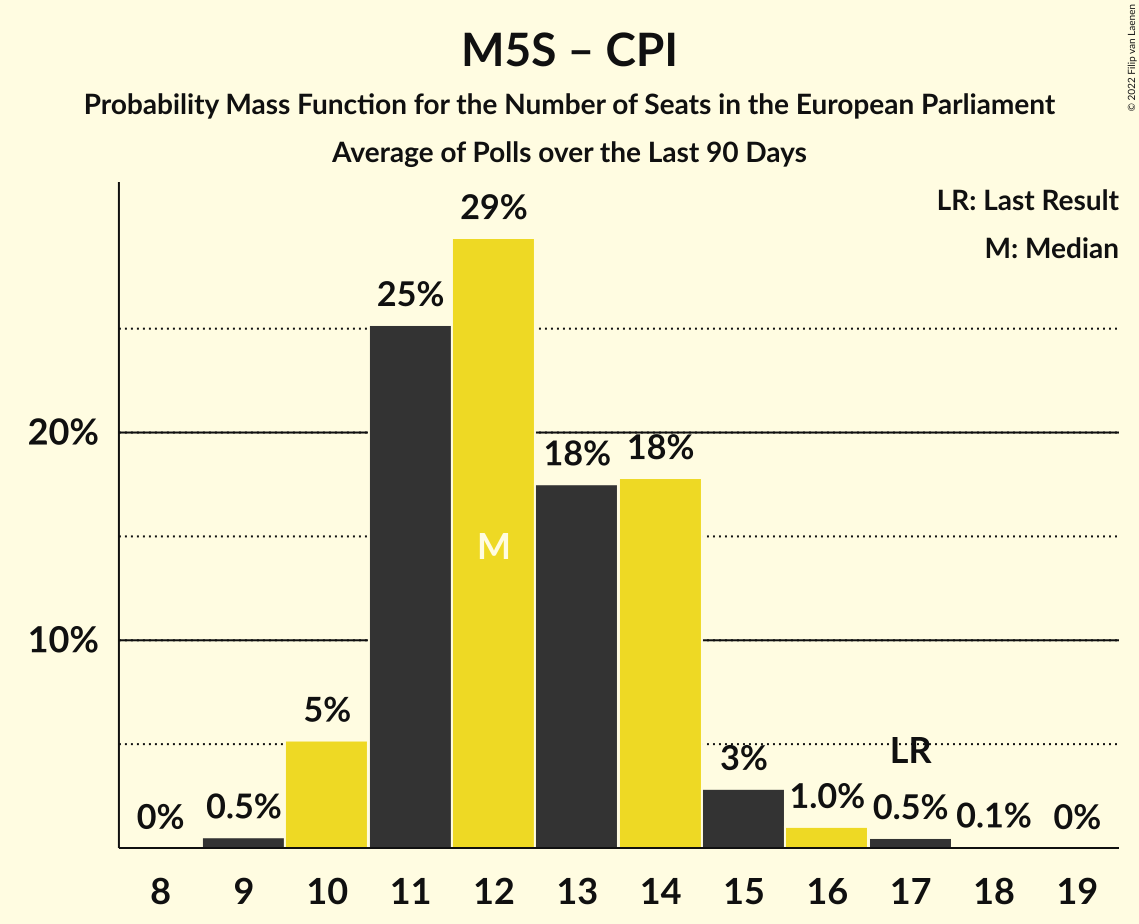 M5S – CPI
Probability Mass Function for the Number of Seats in the European Parliament
Average of Polls over the Last 90 Days
© 2022 Filip van Laenen
LR: Last Result
M: Median
29%
25%
20%
18%
18%
M
10%
5%
LR
3%
0%
0.5%
1.0%
0.5%
0.1%
0%
8 9 10 11 12 13 14 15 16 17 18 19